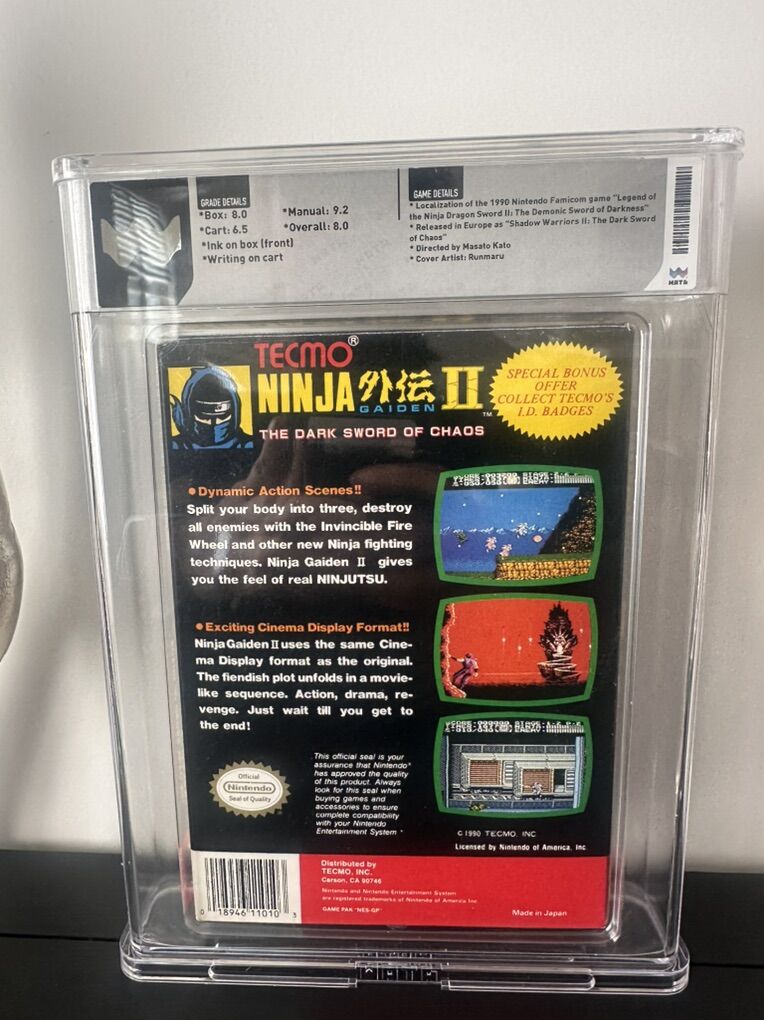 GRADE DETAILS
*Box: 8.0
*Cart: 6.5
*Ink on box (front)
*Writing on cart
*Manual: 9.2
*Overall: 8.0
GAME DETAILS
* Localization of the 1990 Nintendo Famicom game "Legend of
the Ninja Dragon Sword II: The Demonic Sword of Darkness"
* Released in Europe as "Shadow Warriors II: The Dark Sword
of Chaos"
* Directed by Masato Kato
* Cover Artist: Runmaru
WATA
TECMO®
NINJA 外伝 II
GAIDEN
TM
THE DARK SWORD OF CHAOS
SPECIAL BONUS
OFFER
COLLECT TECMO'S
I.D. BADGES
• Dynamic Action Scenes!!
Split your body into three, destroy
all enemies with the Invincible Fire
Wheel and other new Ninja fighting
techniques. Ninja Gaiden II gives
you the feel of real NINJUTSU.
• Exciting Cinema Display Format!!
Ninja Gaiden II uses the same Cine-
ma Display format as the original.
The fiendish plot unfolds in a movie-
like sequence. Action, drama, re-
venge. Just wait till you get to
the end!
Official
Nintendo
Seal of Quality
This official seal is your
assurance that Nintendo®
has approved the quality
of this product. Always
look for this seal when
buying games and
accessories to ensure
complete compatibility
with your Nintendo
Entertainment System
© 1990 TECMO, INC
Licensed by Nintendo of America, Inc
0 18946 11010 3
Distributed by
TECMO, INC.
Carson, CA 90746
Nintendo and Nintendo Entertainment System
are registered trademarks of Nintendo of America Inc
GAME PAK "NES-GP"
Made in Japan